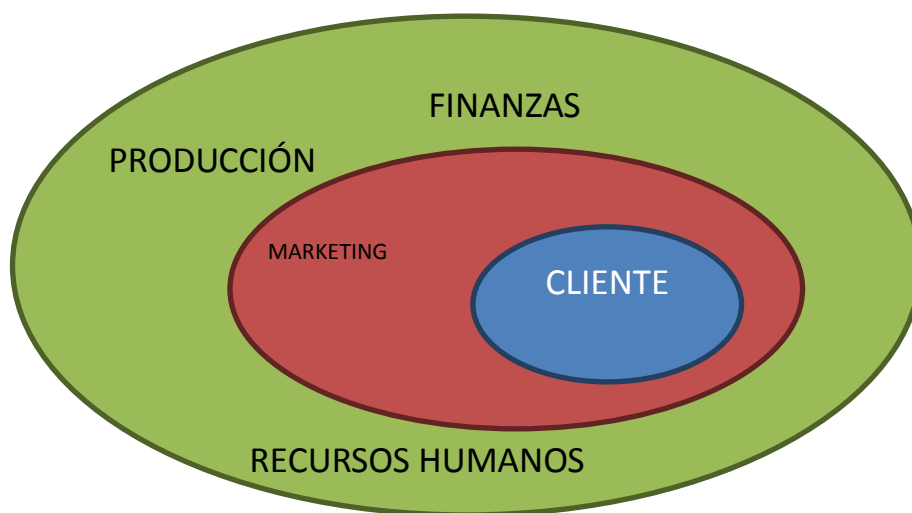 FINANZAS
PRODUCCIÓN
MARKETING
CLIENTE
RECURSOS HUMANOS